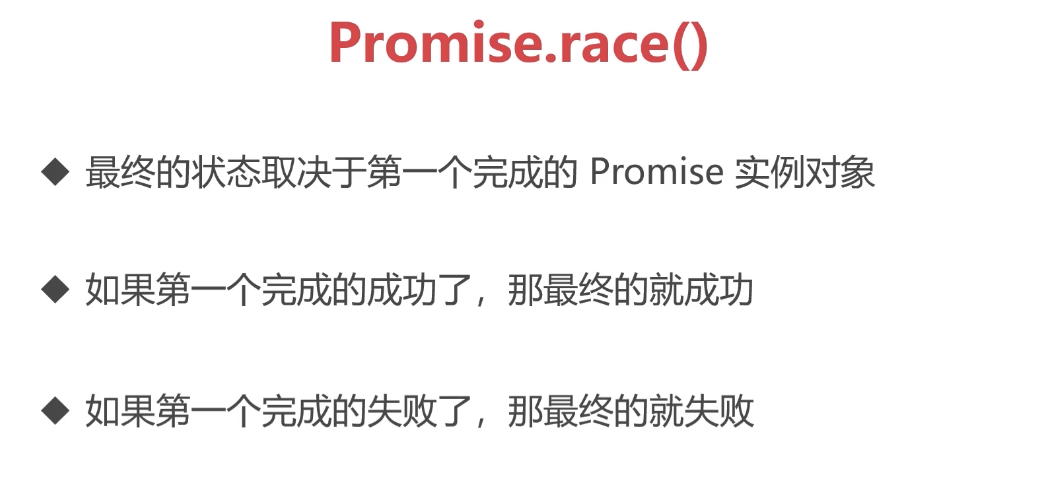 Promise.race()
◆ 最终的状态取决于第一个完成的 Promise 实例对象
◆ 如果第一个完成的成功了，那最终的就成功
◆ 如果第一个完成的失败了，那最终的就失败